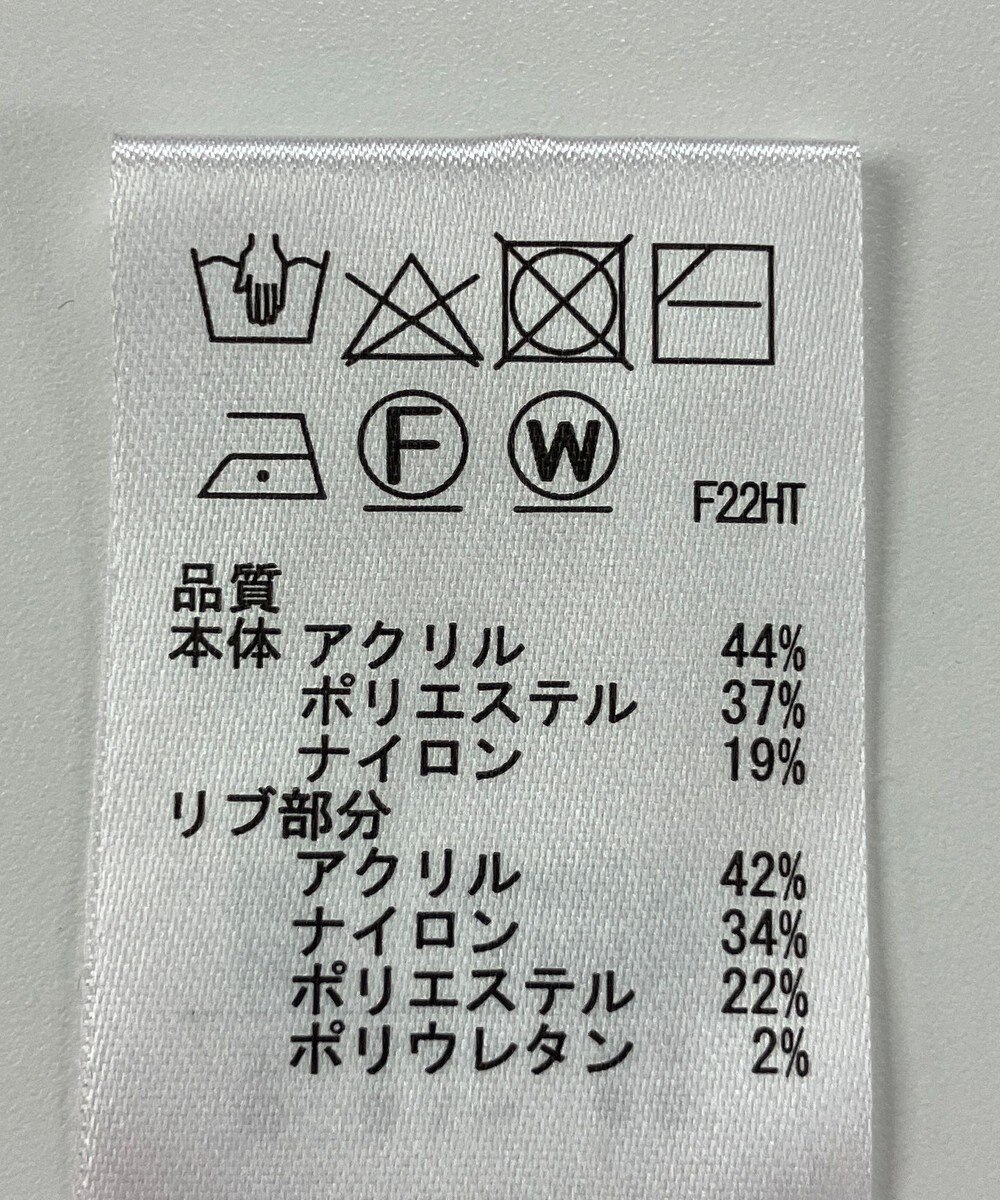 F W
F22HT
品質
本体 アクリル 44%
ポリエステル 37%
ナイロン 19%
リブ部分
アクリル 42%
ナイロン 34%
ポリエステル 22%
ポリウレタン 2%